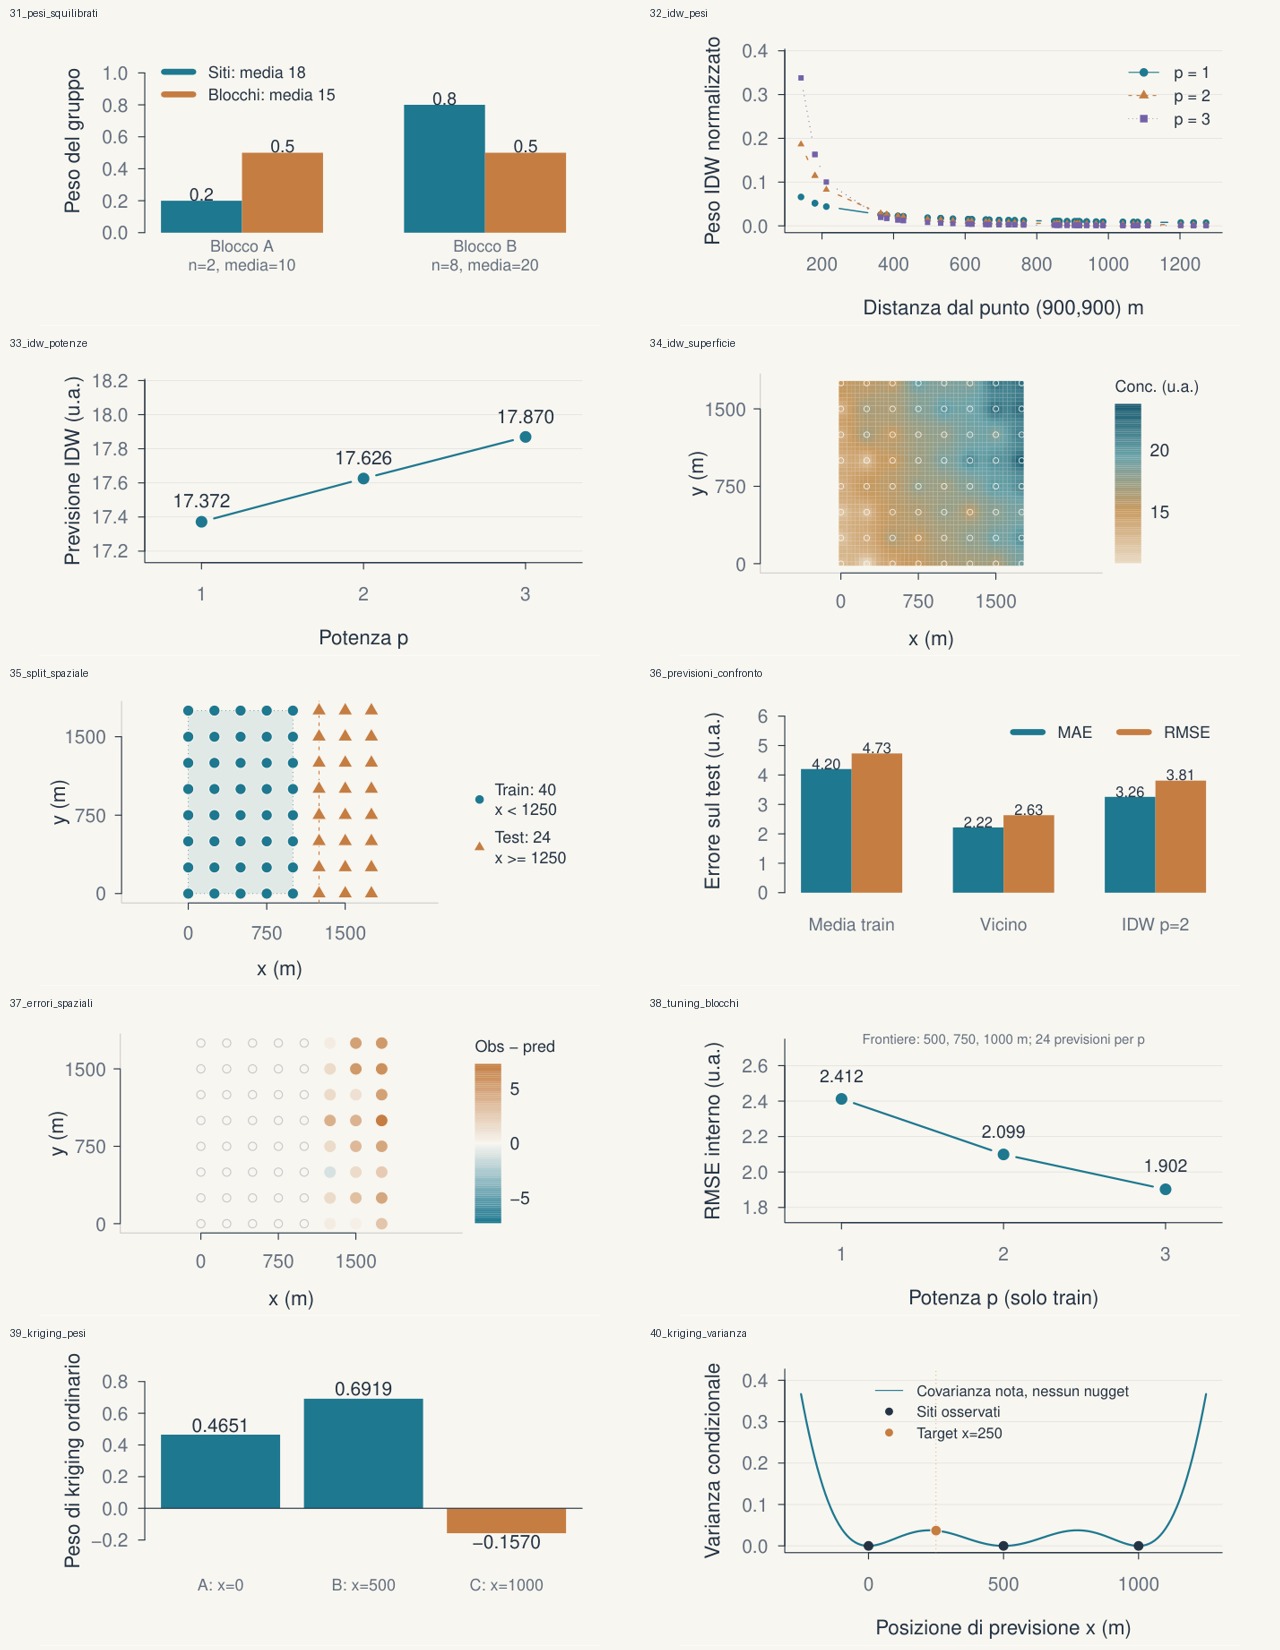 31_pesi_squilibrati
Peso del gruppo
1.0
0.8
0.6
0.4
0.2
0.0
Siti: media 18
Blocchi: media 15
0.2
0.5
0.8
0.5
Blocco A
n=2, media=10
Blocco B
n=8, media=20
32_idw_pesi
Peso IDW normalizzato
0.4
0.3
0.2
0.1
0.0
p = 1
p = 2
p = 3
200
400
600
800
1000
1200
Distanza dal punto (900,900) m
33_idw_potenze
Previsione IDW (u.a.)
18.2
18.0
17.8
17.6
17.4
17.2
17.372
17.626
17.870
1
2
3
Potenza p
34_idw_superficie
y (m)
1500
750
0
0
750
1500
x (m)
Conc. (u.a.)
20
15
35_split_spaziale
y (m)
1500
750
0
0
750
1500
x (m)
Train: 40
x < 1250
Test: 24
x >= 1250
36_previsioni_confronto
Errore sul test (u.a.)
6
5
4
3
2
1
0
MAE
RMSE
4.20
4.73
2.22
2.63
3.26
3.81
Media train
Vicino
IDW p=2
37_errori_spaziali
y (m)
1500
750
0
0
750
1500
x (m)
Obs − pred
5
0
−5
38_tuning_blocchi
Frontiere: 500, 750, 1000 m; 24 previsioni per p
RMSE interno (u.a.)
2.6
2.4
2.2
2.0
1.8
2.412
2.099
1.902
1
2
3
Potenza p (solo train)
39_kriging_pesi
Peso di kriging ordinario
0.8
0.6
0.4
0.2
0.0
−0.2
0.4651
0.6919
−0.1570
A: x=0
B: x=500
C: x=1000
40_kriging_varianza
Varianza condizionale
0.4
0.3
0.2
0.1
0.0
Covarianza nota, nessun nugget
Siti osservati
Target x=250
0
500
1000
Posizione di previsione x (m)